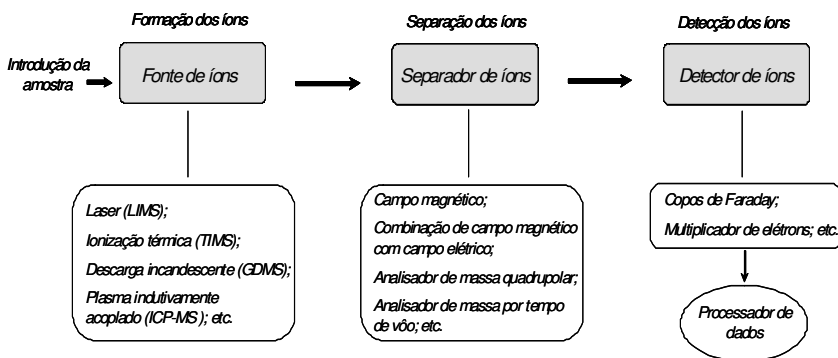 Formação dos íons
Separação dos íons
Detecção dos íons
Introdução da
amostra
Fonte de íons
Separador de íons
Detector de íons
Laser (LIMS);
Ionização térmica (TIMS);
Descarga incandescente (GDMS);
Plasma indutivamente
acoplado (ICP-MS ); etc.
Campo magnético;
Combinação de campo magnético
com campo elétrico;
Analisador de massa quadrupolar;
Analisador de massa por tempo
de vôo; etc.
Copos de Faraday;
Multiplicador de elétrons; etc.
Processador de
dados